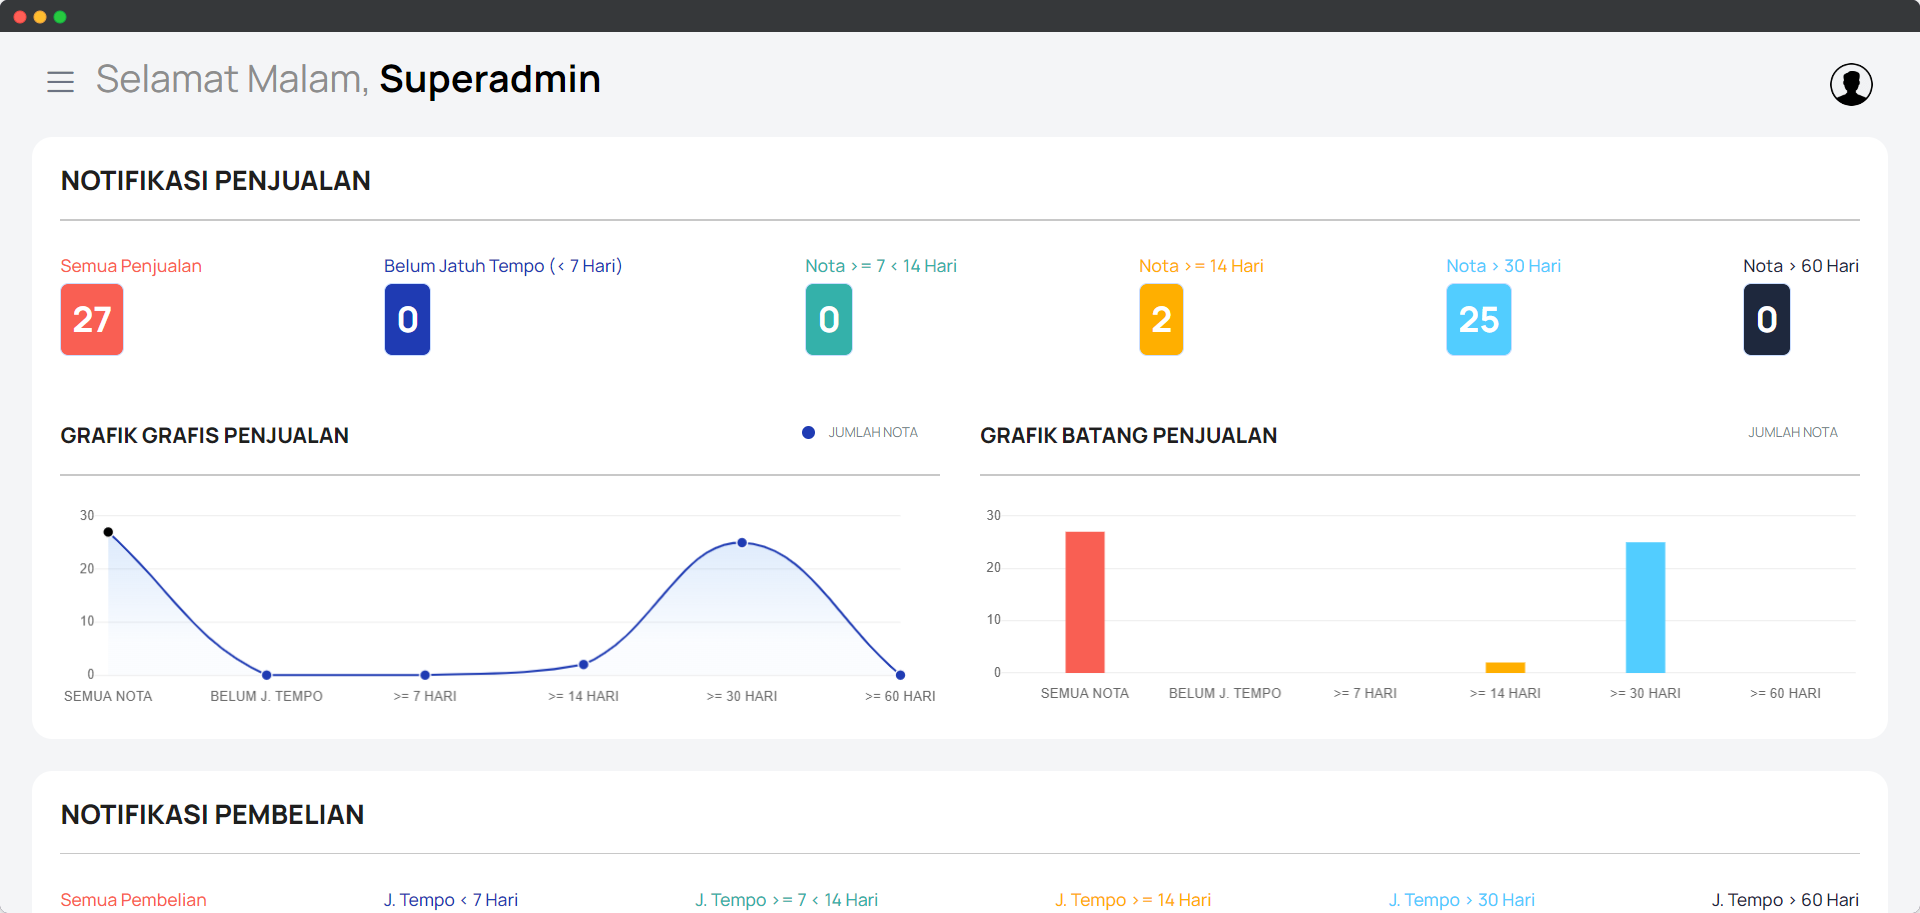 Selamat Malam, Superadmin
NOTIFIKASI PENJUALAN
Semua Penjualan
27
Belum Jatuh Tempo (< 7 Hari)
0
Nota >= 7 < 14 Hari
0
Nota >= 14 Hari
2
Nota > 30 Hari
25
Nota > 60 Hari
0
GRAFIK GRAFIS PENJUALAN
JUMLAH NOTA
30
20
10
0
SEMUA NOTA
BELUM J. TEMPO
>= 7 HARI
>= 14 HARI
>= 30 HARI
>= 60 HARI
GRAFIK BATANG PENJUALAN
JUMLAH NOTA
30
20
10
0
SEMUA NOTA
BELUM J. TEMPO
>= 7 HARI
>= 14 HARI
>= 30 HARI
>= 60 HARI
NOTIFIKASI PEMBELIAN
Semua Pembelian
J. Tempo < 7 Hari
J. Tempo >= 7 < 14 Hari
J. Tempo >= 14 Hari
J. Tempo > 30 Hari
J. Tempo > 60 Hari